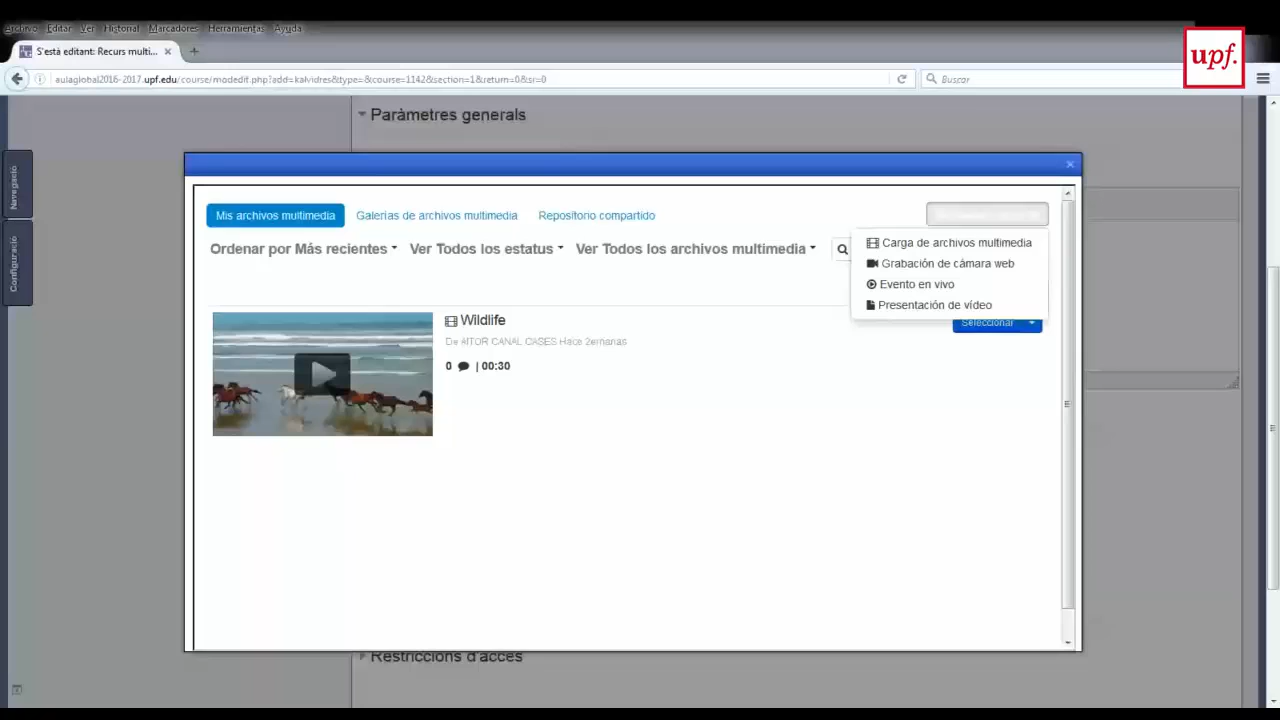 Archivo Editar Ver Historial Marcadores Herramientas Ayuda
S'està editant: Recurs multi...
upf.
aulaglobal2016-2017.upf.edu/course/modedit.php?add=kalvidres&type=&course=1142&section=1&return=0&sr=0
Buscar
Paràmetres generals
Navegació
Configuració
Mis archivos multimedia
Galerías de archivos multimedia
Repositorio compartido
Ordenar por Más recientes
Ver Todos los estatus
Ver Todos los archivos multimedia
Carga de archivos multimedia
Grabación de cámara web
Evento en vivo
Presentación de vídeo
Seleccionar
Wildlife
De AITOR CANAL CASES Hace 2emanas
0 | 00:30
Restriccions d'accés